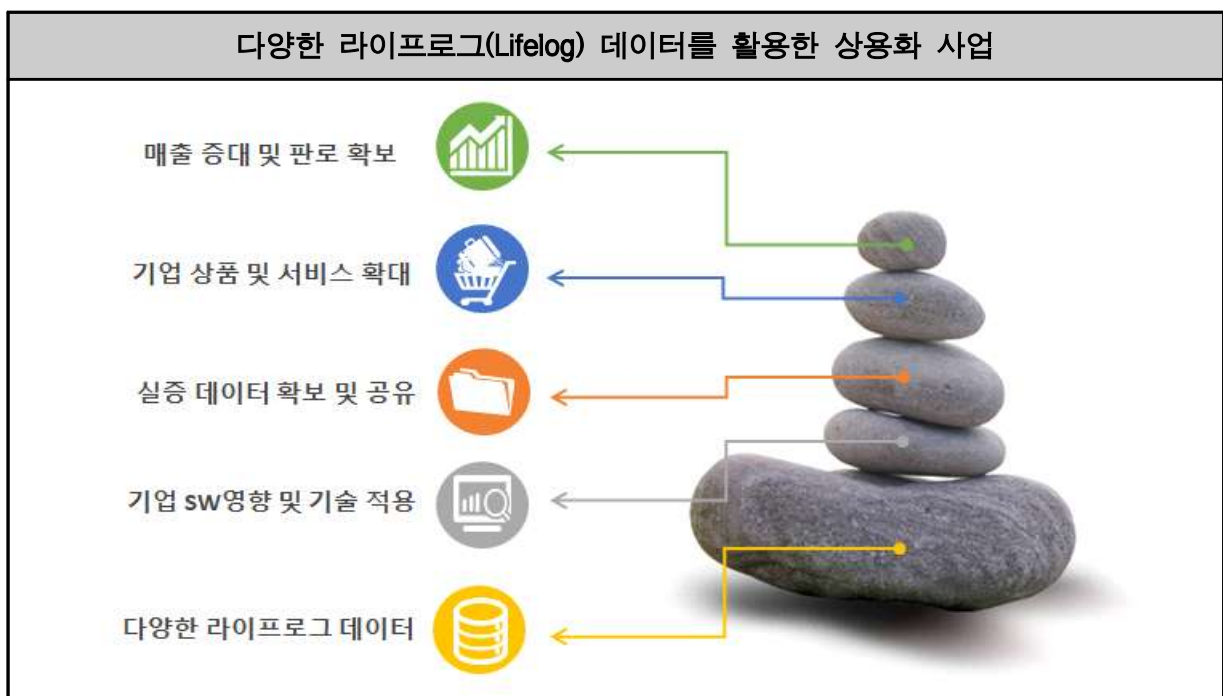 다양한 라이프로그(Lifelog) 데이터를 활용한 상용화 사업
매출 증대 및 판로 확보
기업 상품 및 서비스 확대
실증 데이터 확보 및 공유
기업 SW영향 및 기술 적용
다양한 라이프로그 데이터